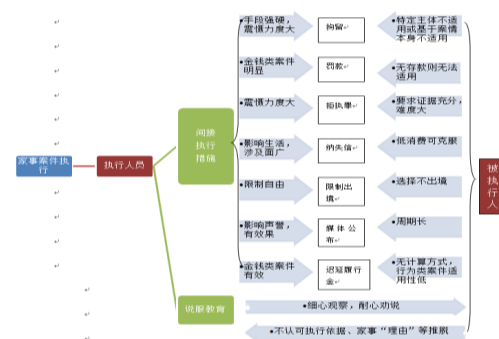 •手段强硬，
震慑力度大
拘留↵
•特定主体不适
用或基于案情
本身不适用
•金钱类案件
明显
罚款↵
•无存款则无法
适用
•震慑力度大
拒执罪↵
•要求证据充分，
难度大
间接
执行
措施
•影响生活，
涉及面广
纳失信↵
•低消费可克服
家事案件执
行
执行人员
被
执
行
人
•限制自由
限制出
境↵
•选择不出境
•影响声誉，
有效果
媒体公
布↵
•周期长
•金钱类案件
有效
迟延履行
金↵
•无计算方式，
行为类案件适
用性低
说服教育
•细心观察，耐心劝说
•不认可执行依据、家事“理由”等推脱